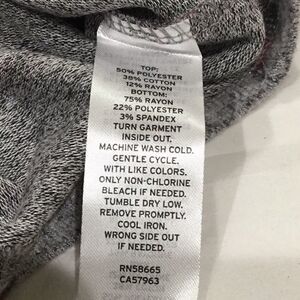 TOP:
50% POLYESTER
38% COTTON
12% RAYON
BOTTOM:
75% RAYON
22% POLYESTER
3% SPANDEX
TURN GARMENT
INSIDE OUT.
MACHINE WASH COLD.
GENTLE CYCLE.
WITH LIKE COLORS.
ONLY NON-CHLORINE
BLEACH IF NEEDED.
TUMBLE DRY LOW.
REMOVE PROMPTLY.
COOL IRON.
WRONG SIDE OUT
IF NEEDED.
RN58665
CA57963